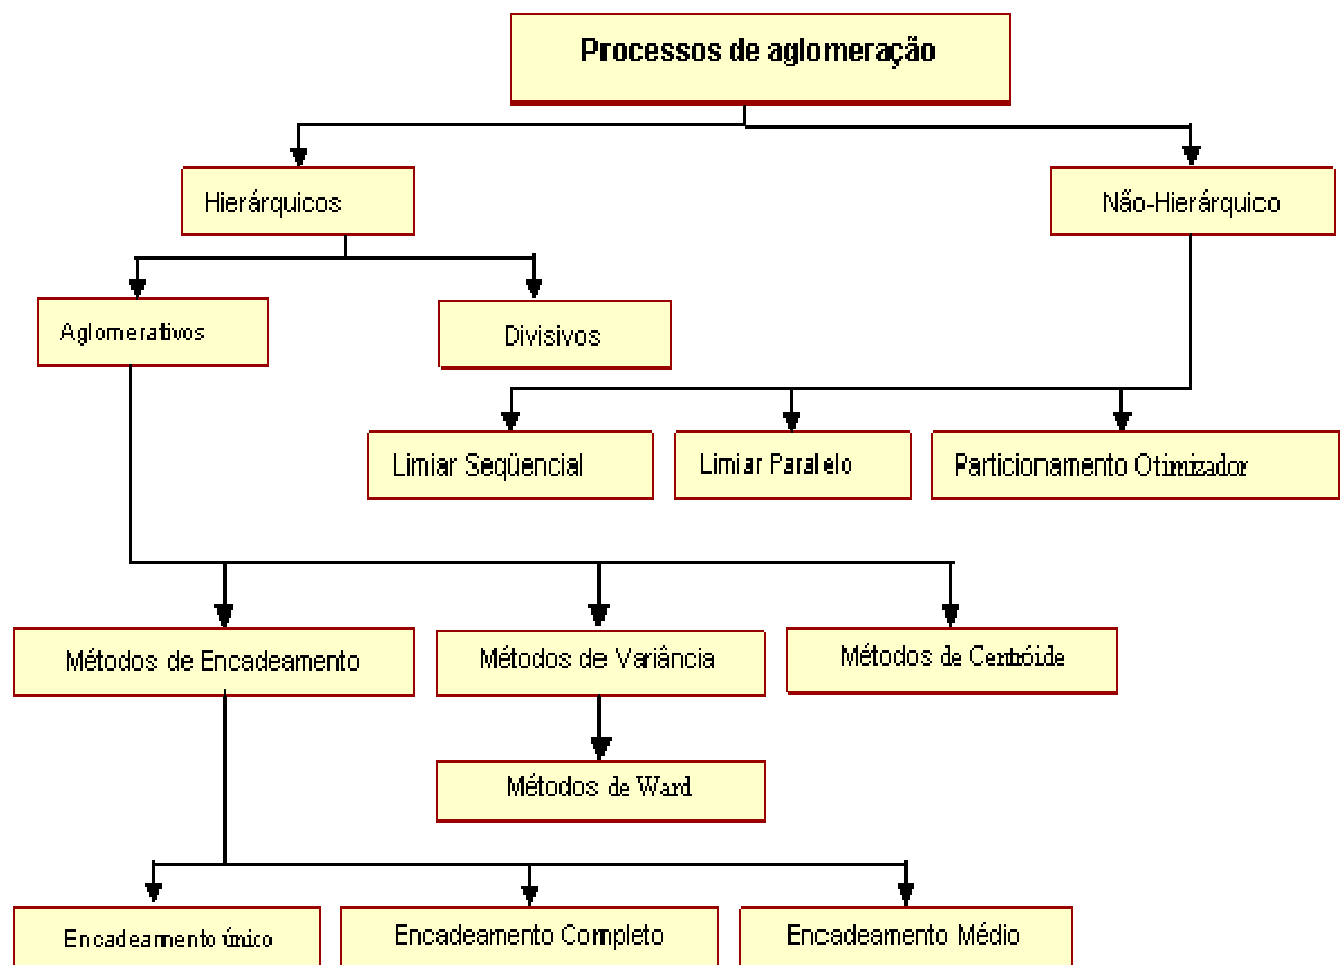 Processos de aglomeração
Hierárquicos
Não-Hierárquico
Aglomerativos
Divisivos
Limiar Seqüencial
Limiar Paralelo
Particionamento Otimizador
Métodos de Encadeamento
Métodos de Variância
Métodos de Centróide
Métodos de Ward
Encadeamento único
Encadeamento Completo
Encadeamento Médio